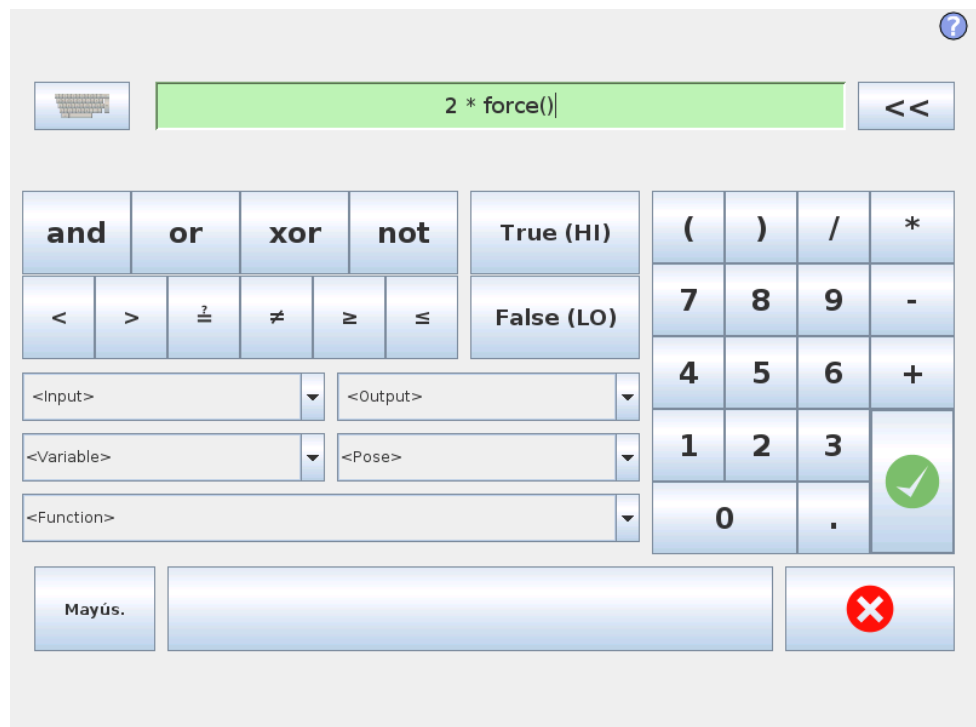 ?
2 * force()
<<
and or xor not True (HI) ( ) / *
7 8 9 -
< > ≟ ≠ ≥ ≤ False (LO)
4 5 6 +
<Input> <Output>
1 2 3
<Variable> <Pose>
<Function>
0 .
Mayús.